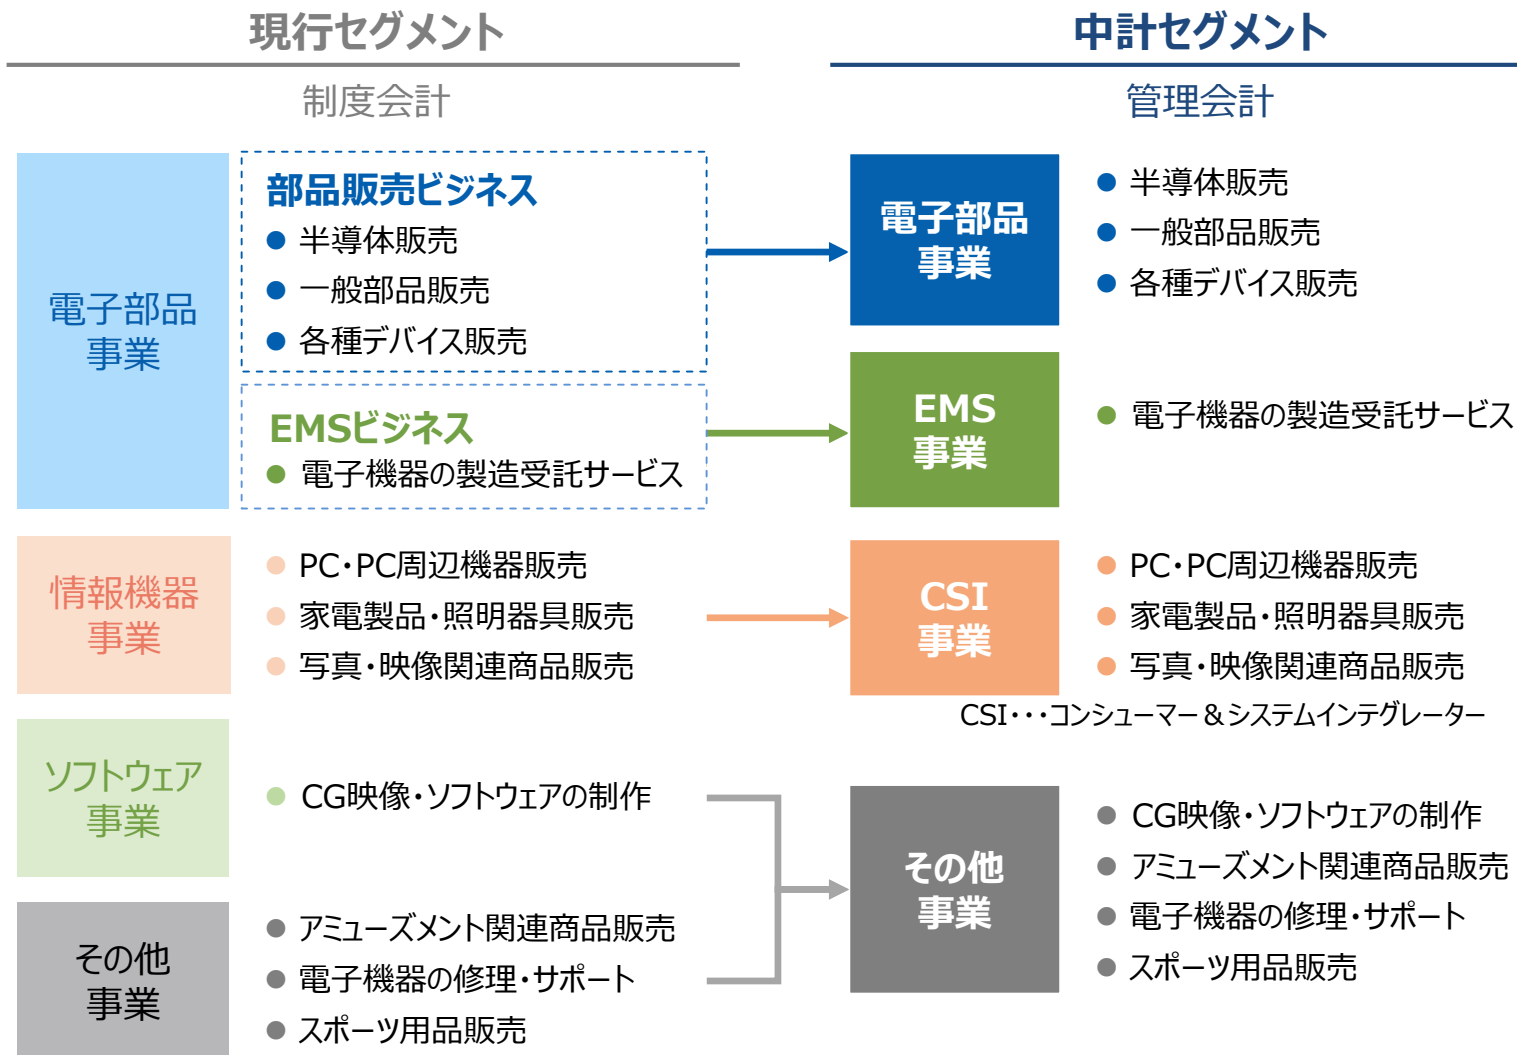 現行セグメント
制度会計
電子部品
事業
部品販売ビジネス
● 半導体販売
● 一般部品販売
● 各種デバイス販売
EMSビジネス
● 電子機器の製造受託サービス
情報機器
事業
● PC・PC周辺機器販売
● 家電製品・照明器具販売
● 写真・映像関連商品販売
ソフトウェア
事業
● CG映像・ソフトウェアの制作
その他
事業
● アミューズメント関連商品販売
● 電子機器の修理・サポート
● スポーツ用品販売
中計セグメント
管理会計
電子部品
事業
● 半導体販売
● 一般部品販売
● 各種デバイス販売
EMS
事業
● 電子機器の製造受託サービス
CSI
事業
● PC・PC周辺機器販売
● 家電製品・照明器具販売
● 写真・映像関連商品販売
CSI・・・コンシューマー＆システムインテグレーター
その他
事業
● CG映像・ソフトウェアの制作
● アミューズメント関連商品販売
● 電子機器の修理・サポート
● スポーツ用品販売